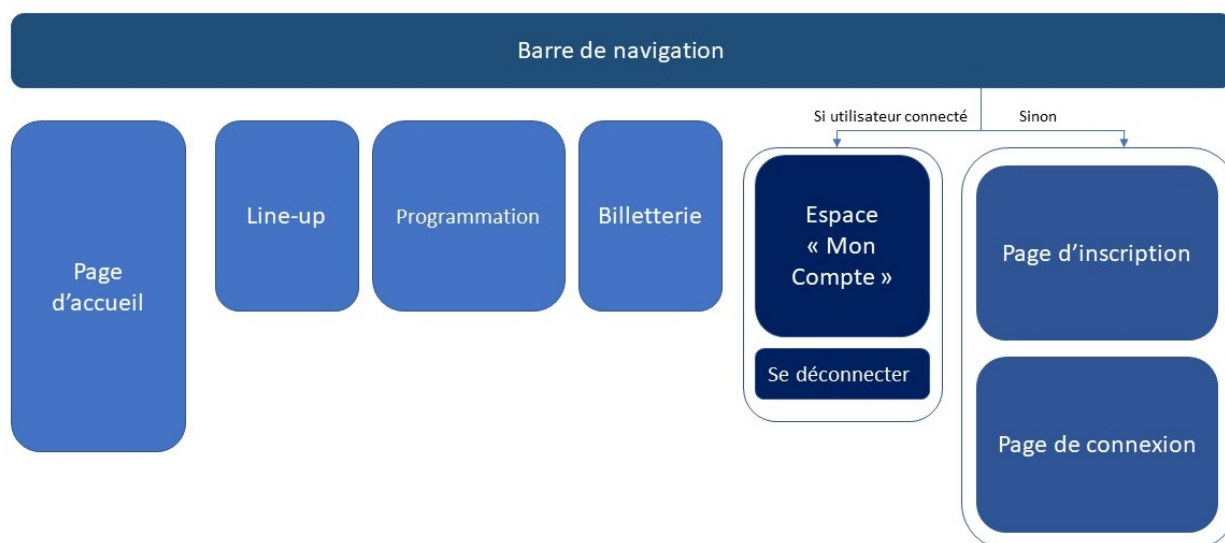 Barre de navigation
Si utilisateur connecté
Sinon
Page
d’accueil
Line-up
Programmation
Billetterie
Espace
« Mon
Compte »
Se déconnecter
Page d’inscription
Page de connexion